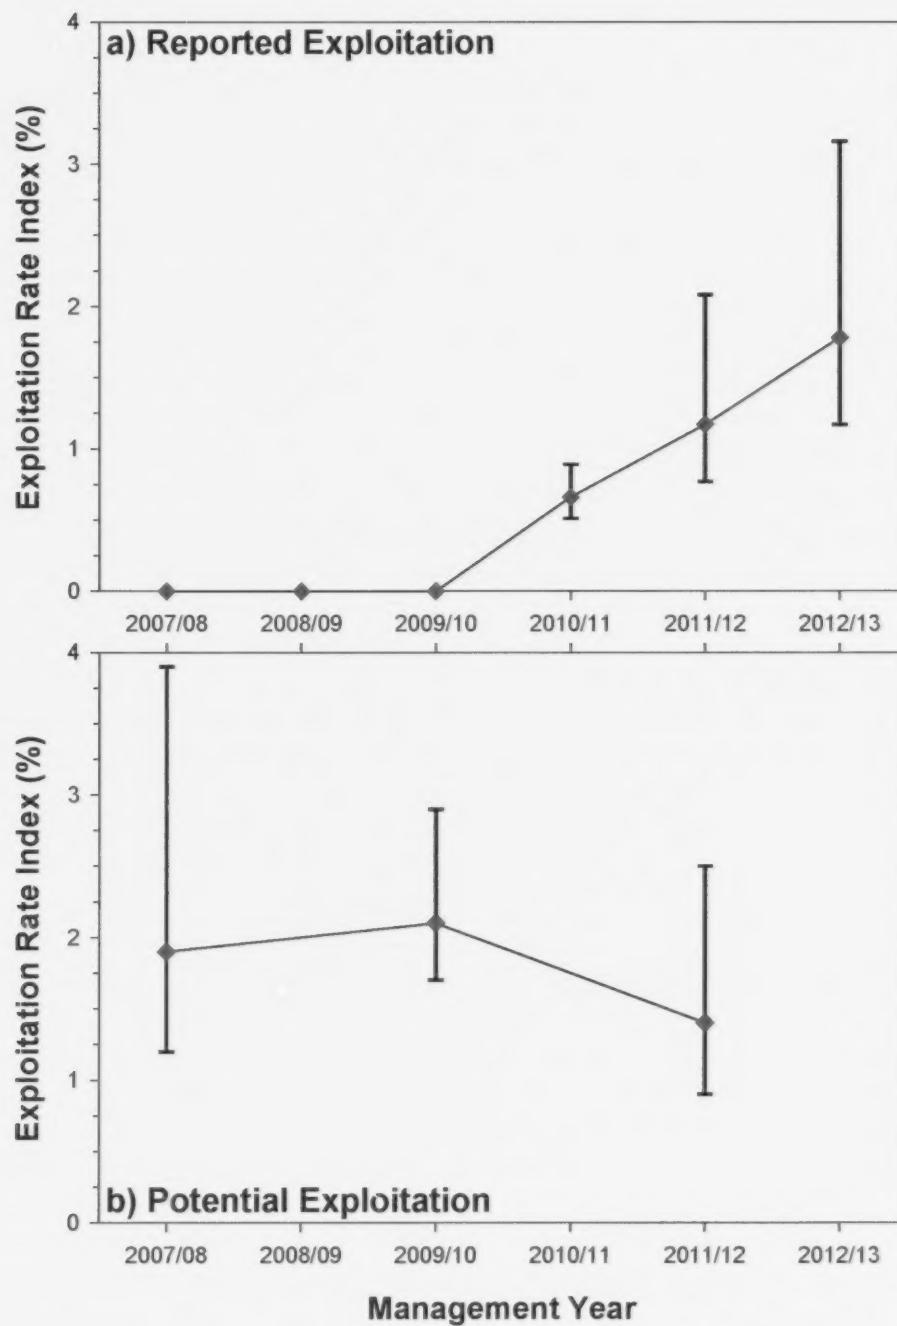 a) Reported Exploitation
Exploitation Rate Index (%)
4
3
2
1
0
2007/08 2008/09 2009/10 2010/11 2011/12 2012/13
b) Potential Exploitation
Exploitation Rate Index (%)
4
3
2
1
0
2007/08 2008/09 2009/10 2010/11 2011/12 2012/13
Management Year